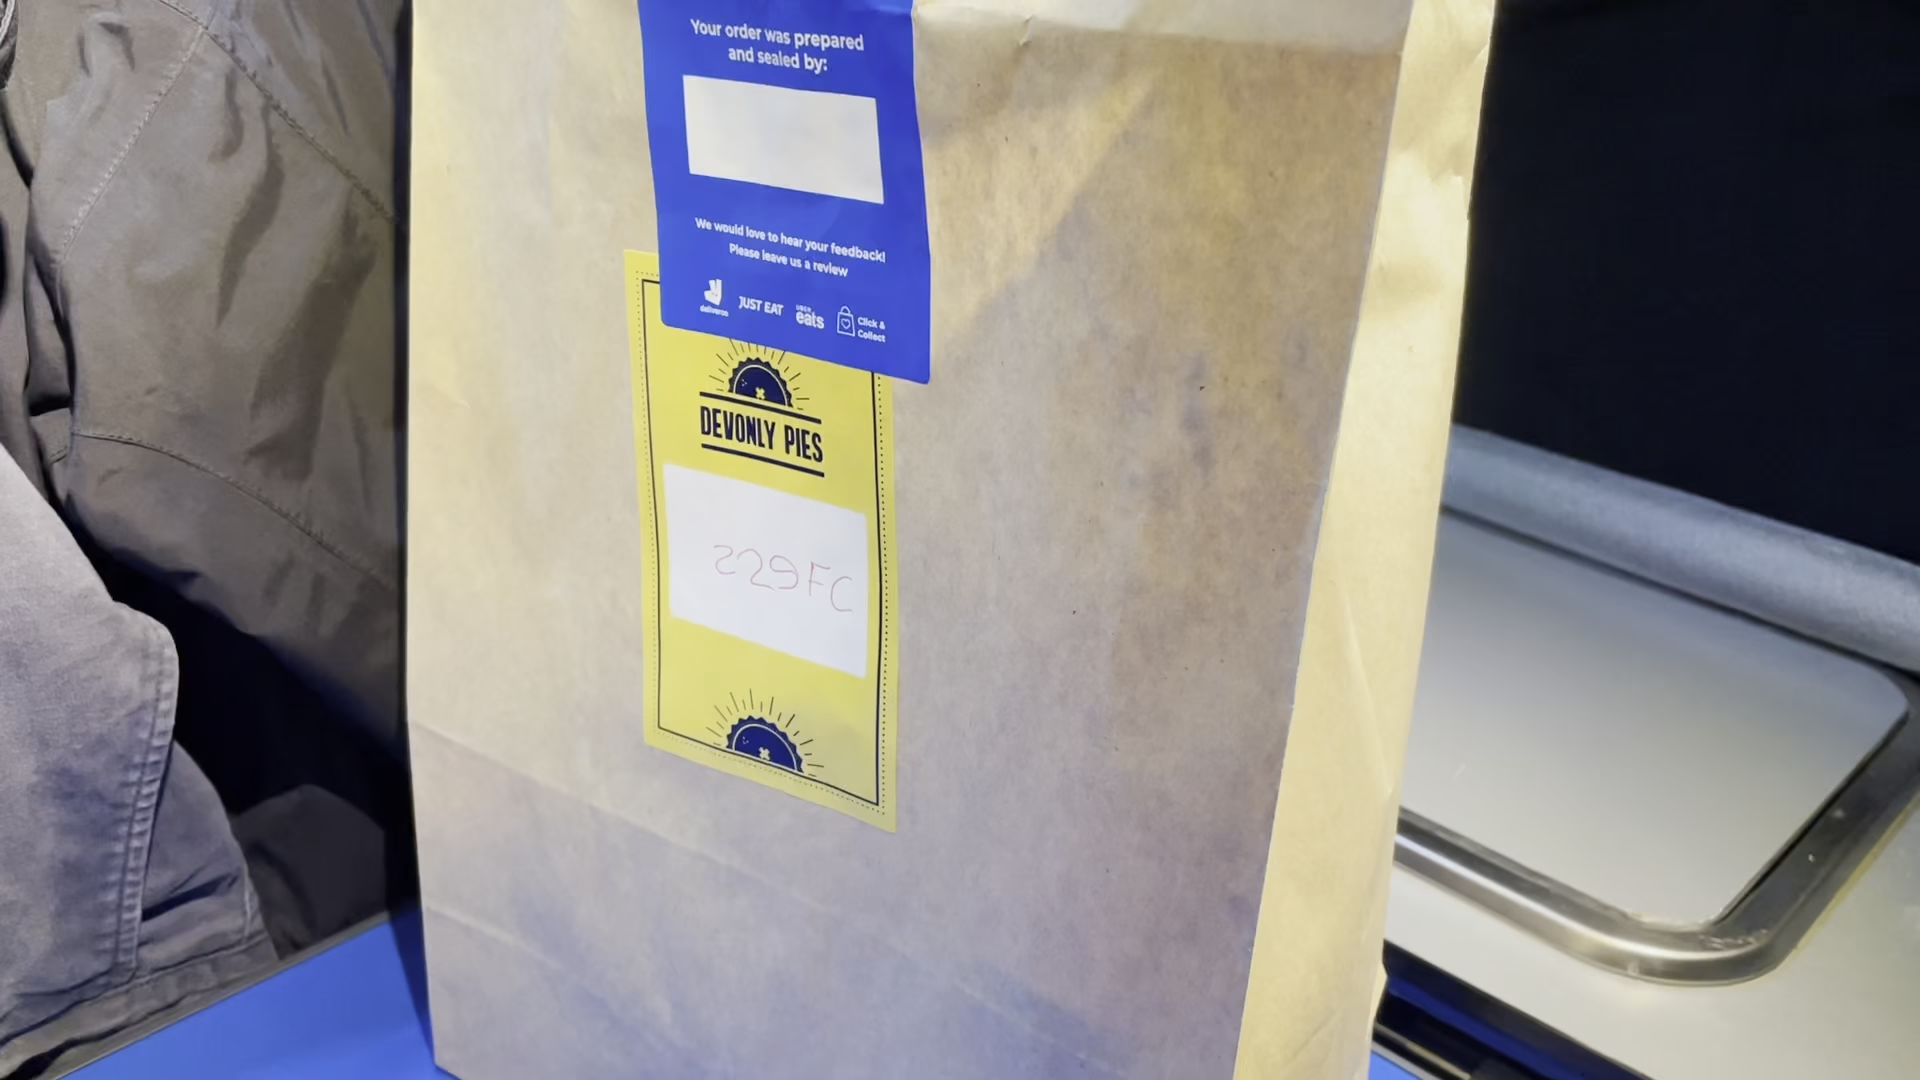 Your order was prepared
and sealed by:
We would love to hear your feedback!
Please leave us a review
deliveroo
JUST EAT
UBER
eats
Click &
Collect
DEVONLY PIES
229FC